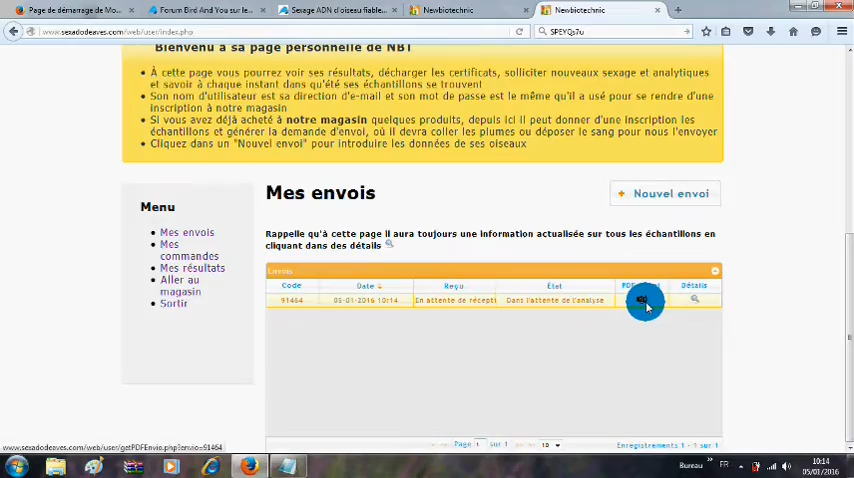 Page de démarrage de Mo...
Forum Bird And You sur le...
Sexage ADN d'oiseau fiable...
Newbiotechnic
Newbiotechnic
www.sexadodeaves.com/web/user/index.php
SPEYQs7u
Bienvenu a sa page personnelle de NBT
À cette page vous pourrez voir ses résultats, décharger les certificats, solliciter nouveaux sexage et analytiques
et savoir à chaque instant dans qu'été ses échantillons se trouvent
Son nom d'utilisateur est sa direction d'e-mail et son mot de passe est le même qu'il a usé pour se rendre d'une
inscription à notre magasin
Si vous avez déjà acheté à notre magasin quelques produits, depuis ici il peut donner d'une inscription les
échantillons et générer la demande d'envoi, où il devra coller les plumes ou déposer le sang pour nous l'envoyer
Cliquez dans un "Nouvel envoi" pour introduire les données de ses oiseaux
Menu
Mes envois
Mes
commandes
Mes résultats
Aller au
magasin
Sortir
Mes envois
+ Nouvel envoi
Rappelle qu'à cette page il aura toujours une information actualisée sur tous les échantillons en
cliquant dans des détails
Envois
Code Date Reçu État PDF Détails
91464 05-01-2016 10:14 En attente de récepti Dans l'attente de l'analyse
Page 1 sur 1 10 Enregistrements 1 - 1 sur 1
www.sexadodeaves.com/web/user/getPDFEnvio.php?envio=91464
Bureau » FR 10:14
05/01/2016